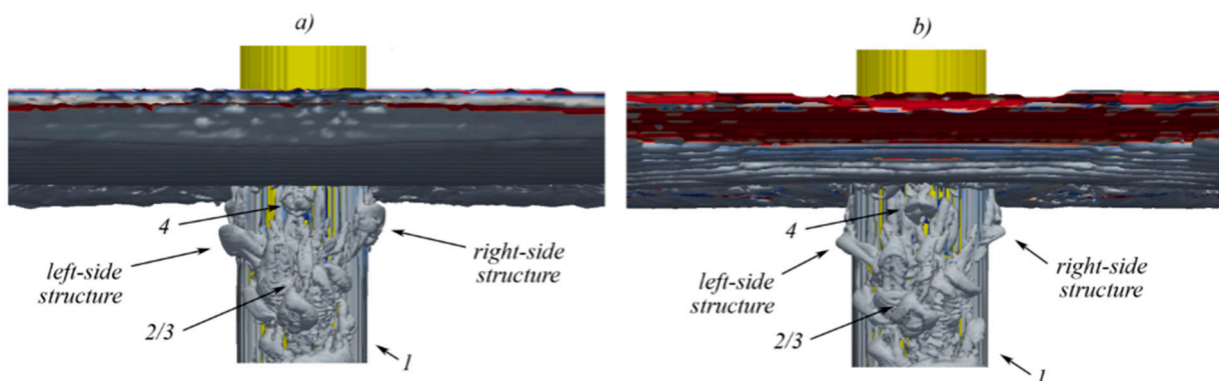 a)
4
left-side
structure
right-side
structure
2/3
1
b)
4
left-side
structure
right-side
structure
2/3
1